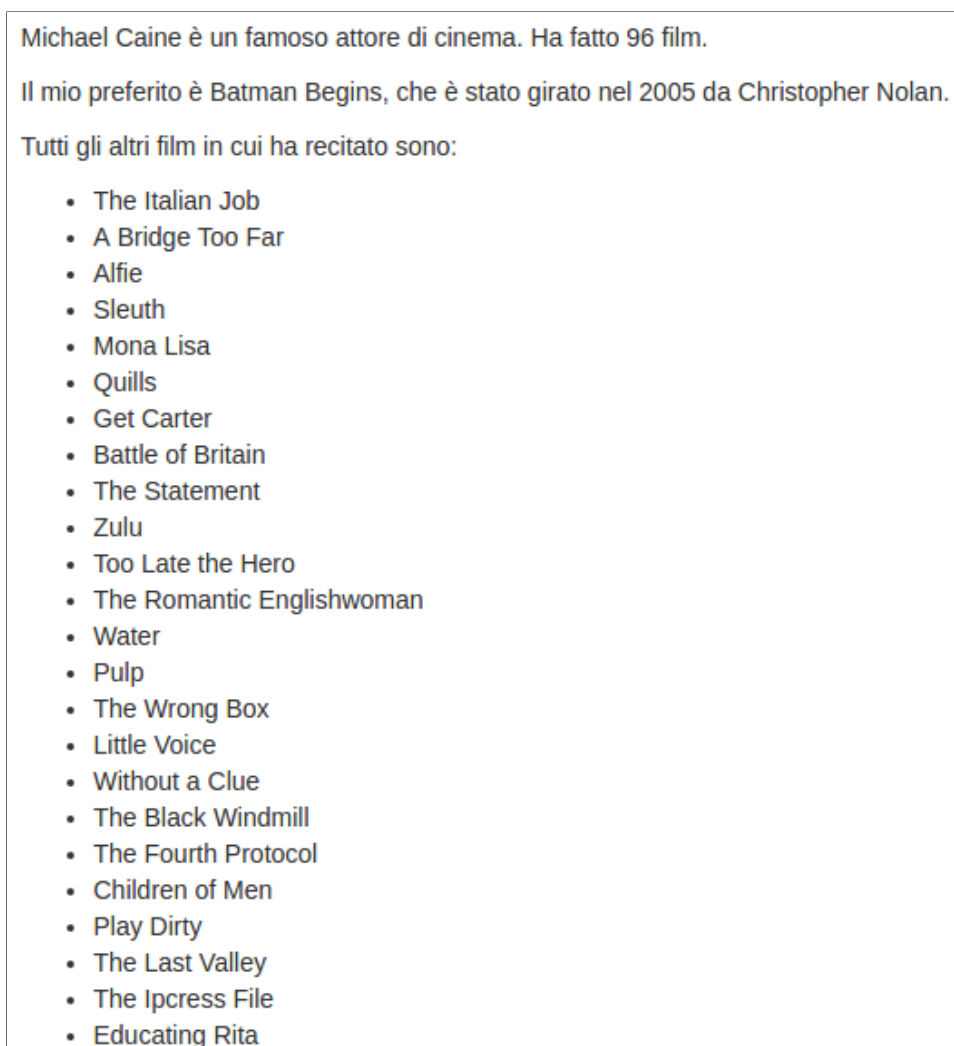 Michael Caine è un famoso attore di cinema. Ha fatto 96 film.
Il mio preferito è Batman Begins, che è stato girato nel 2005 da Christopher Nolan.
Tutti gli altri film in cui ha recitato sono:
• The Italian Job
• A Bridge Too Far
• Alfie
• Sleuth
• Mona Lisa
• Quills
• Get Carter
• Battle of Britain
• The Statement
• Zulu
• Too Late the Hero
• The Romantic Englishwoman
• Water
• Pulp
• The Wrong Box
• Little Voice
• Without a Clue
• The Black Windmill
• The Fourth Protocol
• Children of Men
• Play Dirty
• The Last Valley
• The Ipcress File
• Educating Rita